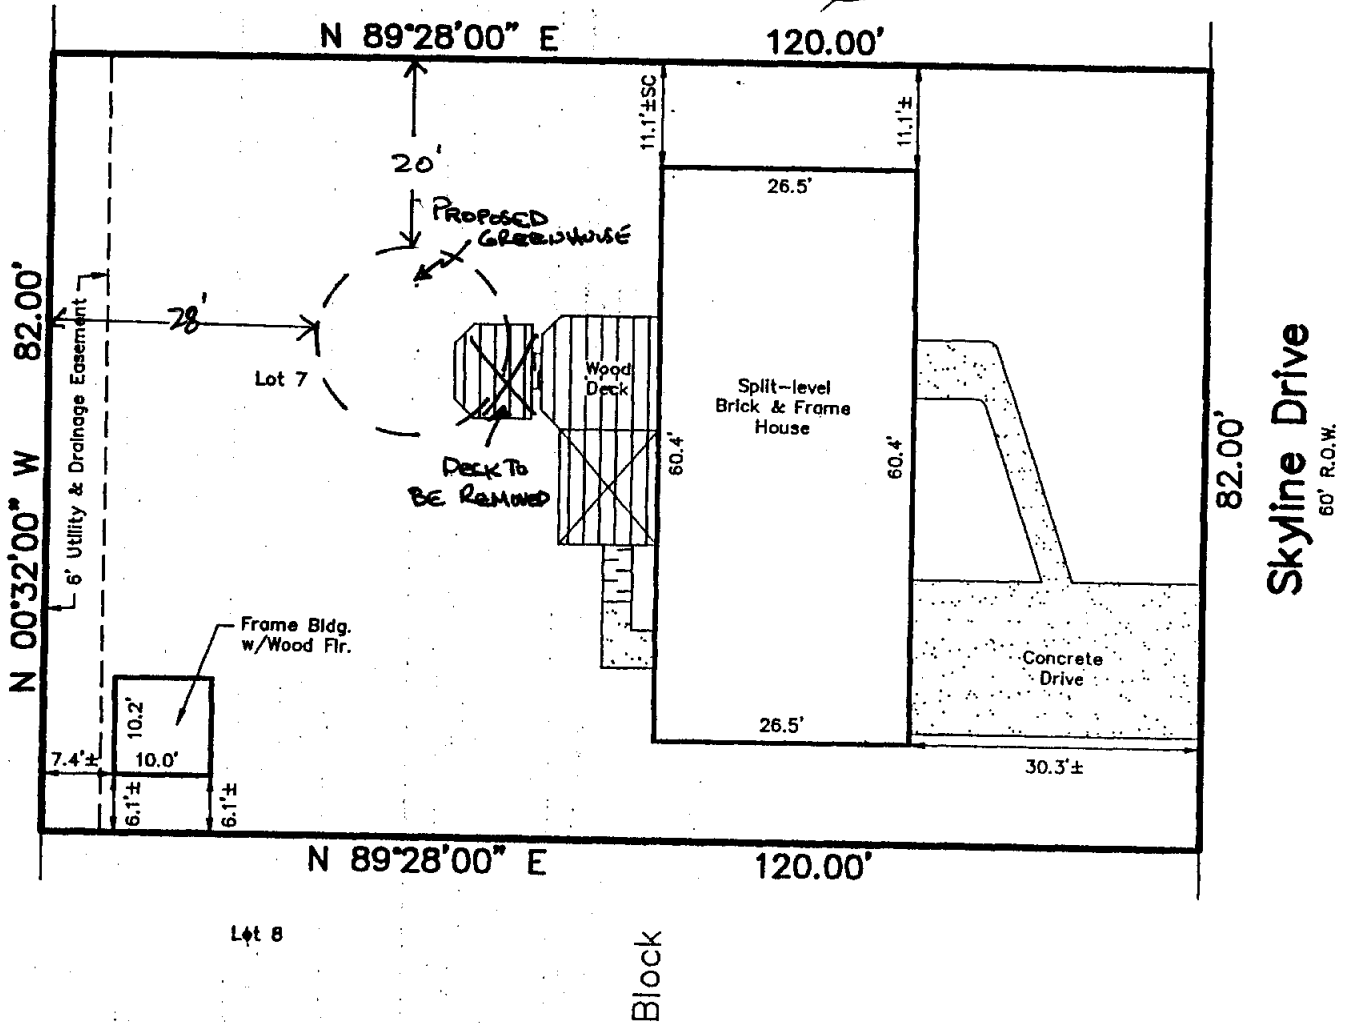 N 89°28'00" E
120.00'
11.1'±SC
11.1'±
20'
26.5'
PROPOSED
GREENHOUSE
N 00°32'00" W
82.00'
6' Utility & Drainage Easement
28'
Lot 7
Wood
Deck
Split-level
Brick & Frame
House
60.4'
60.4'
82.00'
Skyline Drive
60' R.O.W.
DECK TO
BE REMOVED
Frame Bldg.
w/Wood Flr.
Concrete
Drive
10.2'
10.0'
7.4'±
6.1'±
6.1'±
26.5'
30.3'±
N 89°28'00" E
120.00'
Lot 8
Block